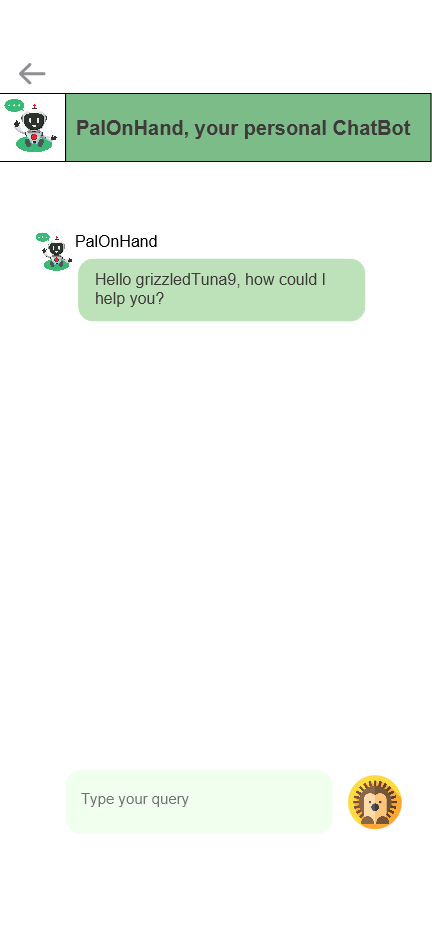 PalOnHand, your personal ChatBot
PalOnHand
Hello grizzledTuna9, how could I
help you?
Type your query